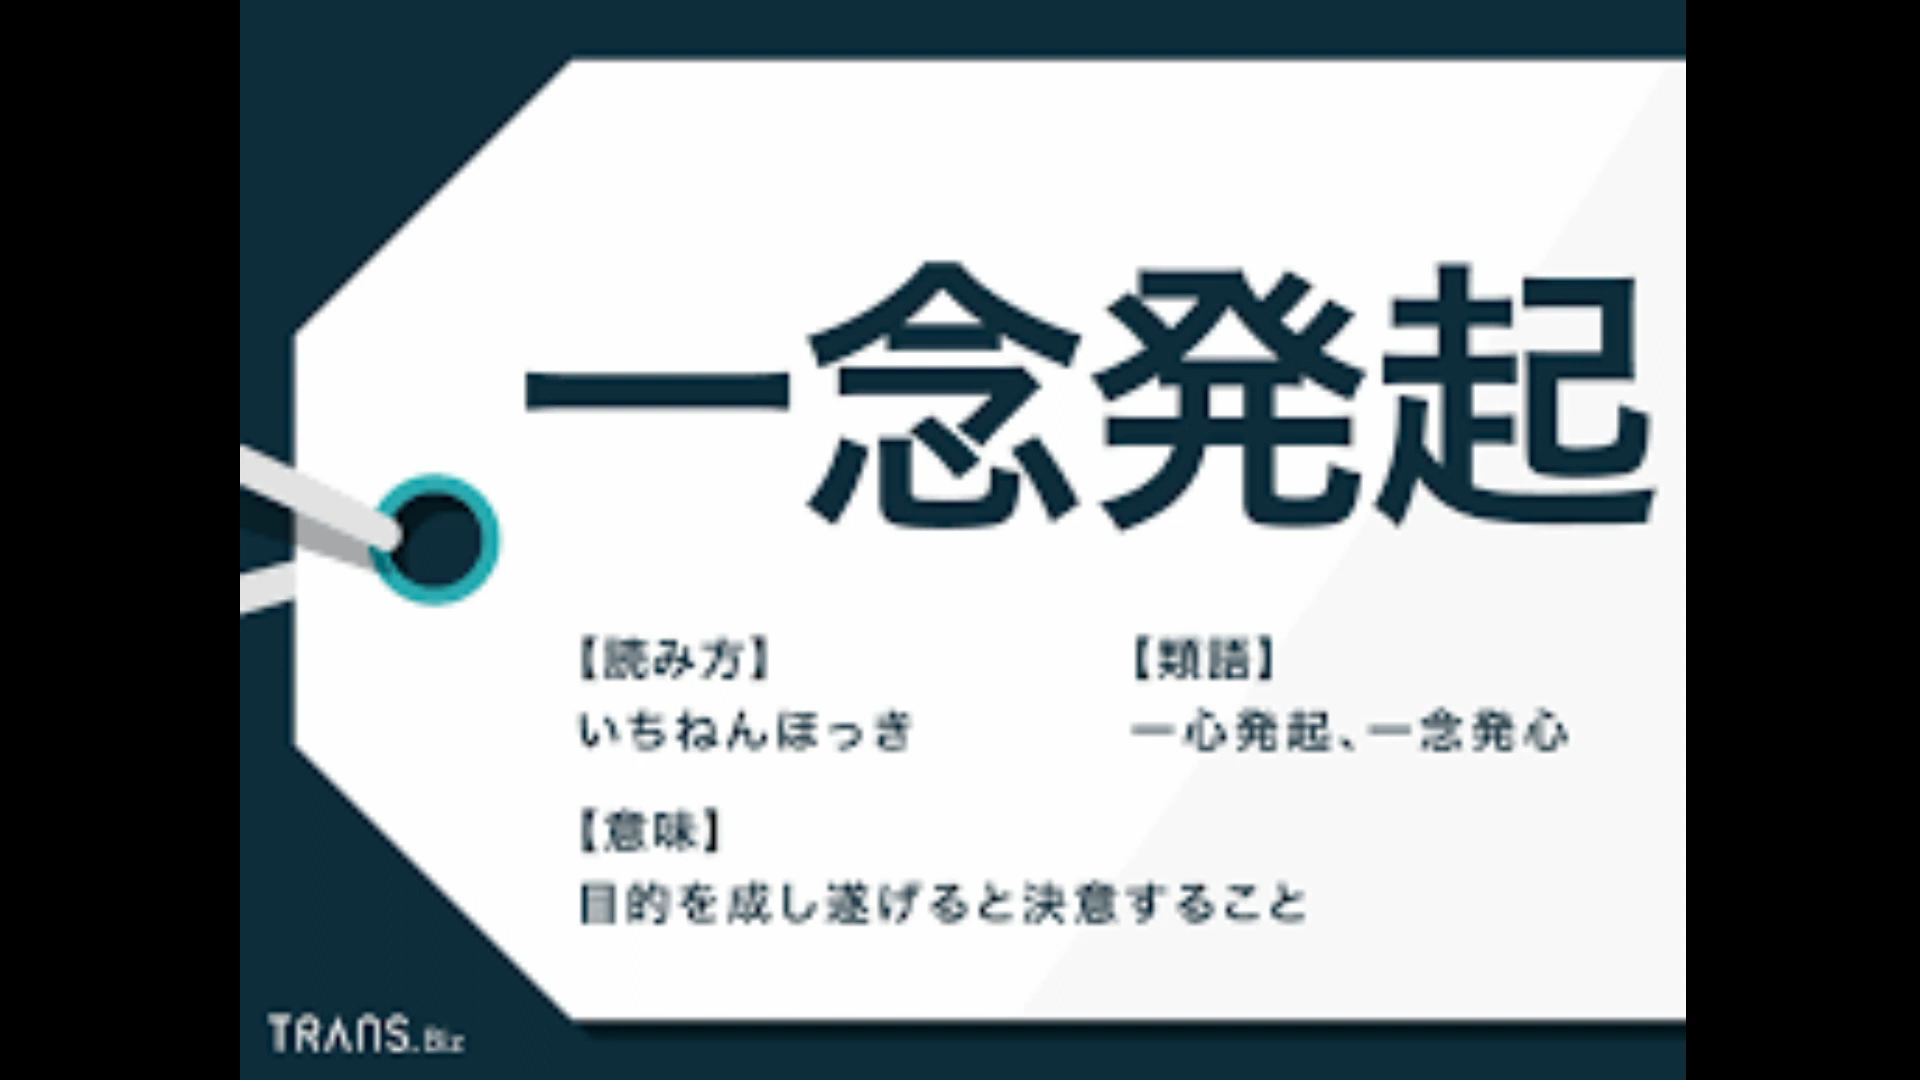 一念発起
【読み方】
いちねんほっき
【類語】
一心発起、一念発心
【意味】
目的を成し遂げると決意すること
TRANS.Biz